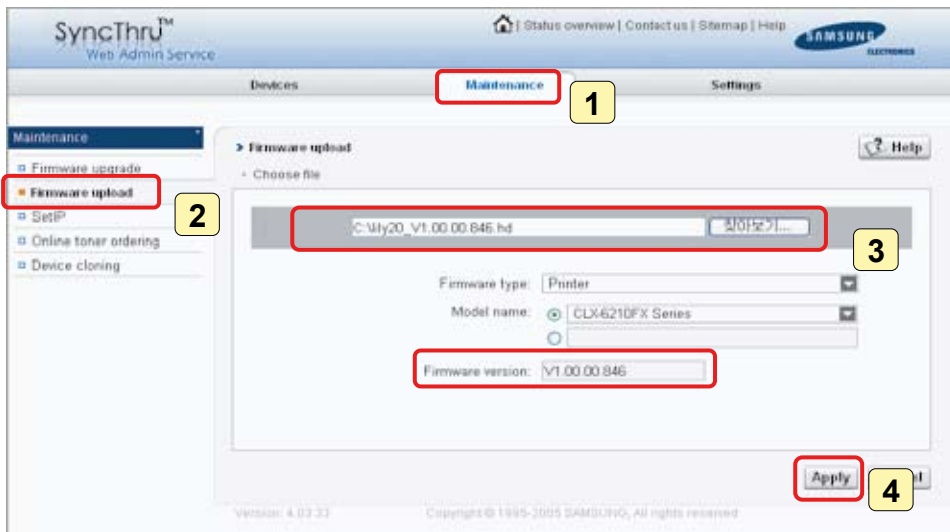 SyncThru™
Web Admin Service
| Status overview | Contact us | Sitemap | Help
SAMSUNG
ELECTRONICS
Devices
Maintenance
1
Settings
Maintenance
Firmware upgrade
Firmware upload
2
SetIP
Online toner ordering
Device cloning
Firmware upload
Help
Choose file
C:\lily20_V1.00.00.846.hd
찾아보기...
3
Firmware type: Printer
Model name: CLX-6210FX Series
Firmware version: V1.00.00.846
Apply
4
Version: 4.03.33
Copyright© 1995-2005 SAMSUNG, All rights reserved